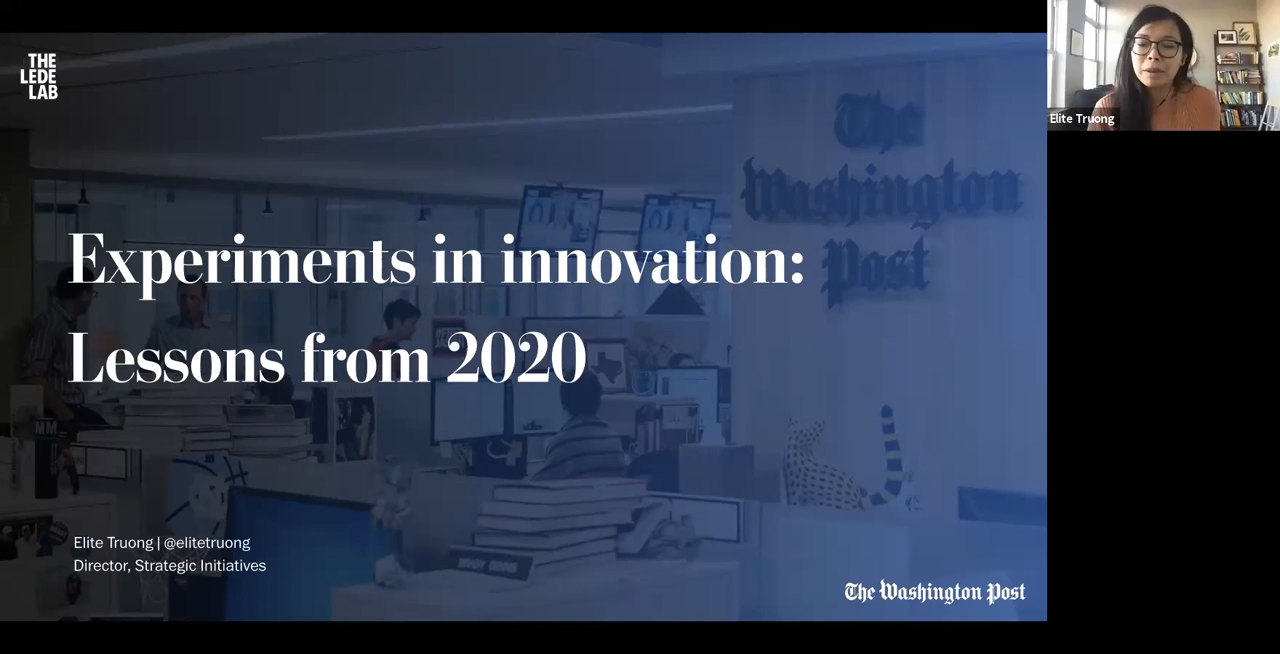 THE
LEDE
LAB
Elite Truong
The
Washington
Post
Experiments in innovation:
Lessons from 2020
Elite Truong | @elitetruong
Director, Strategic Initiatives
The Washington Post